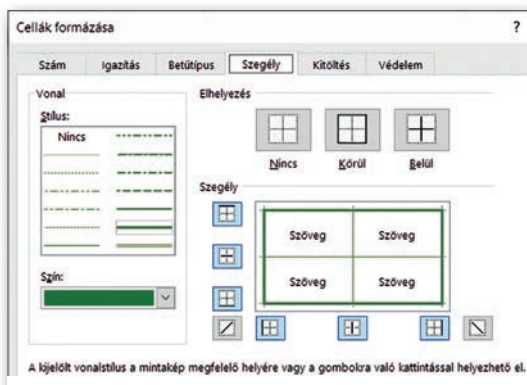 Cellák formázása ?
Szám Igazítás Betűtípus Szegély Kitöltés Védelem
Vonal
Stílus:
Nincs
Szín:
Elhelyezés
Nincs Körül Belül
Szegély
Szöveg Szöveg
Szöveg Szöveg
A kijelölt vonalstílus a mintakép megfelelő helyére vagy a gombokra való kattintással helyezhető el.